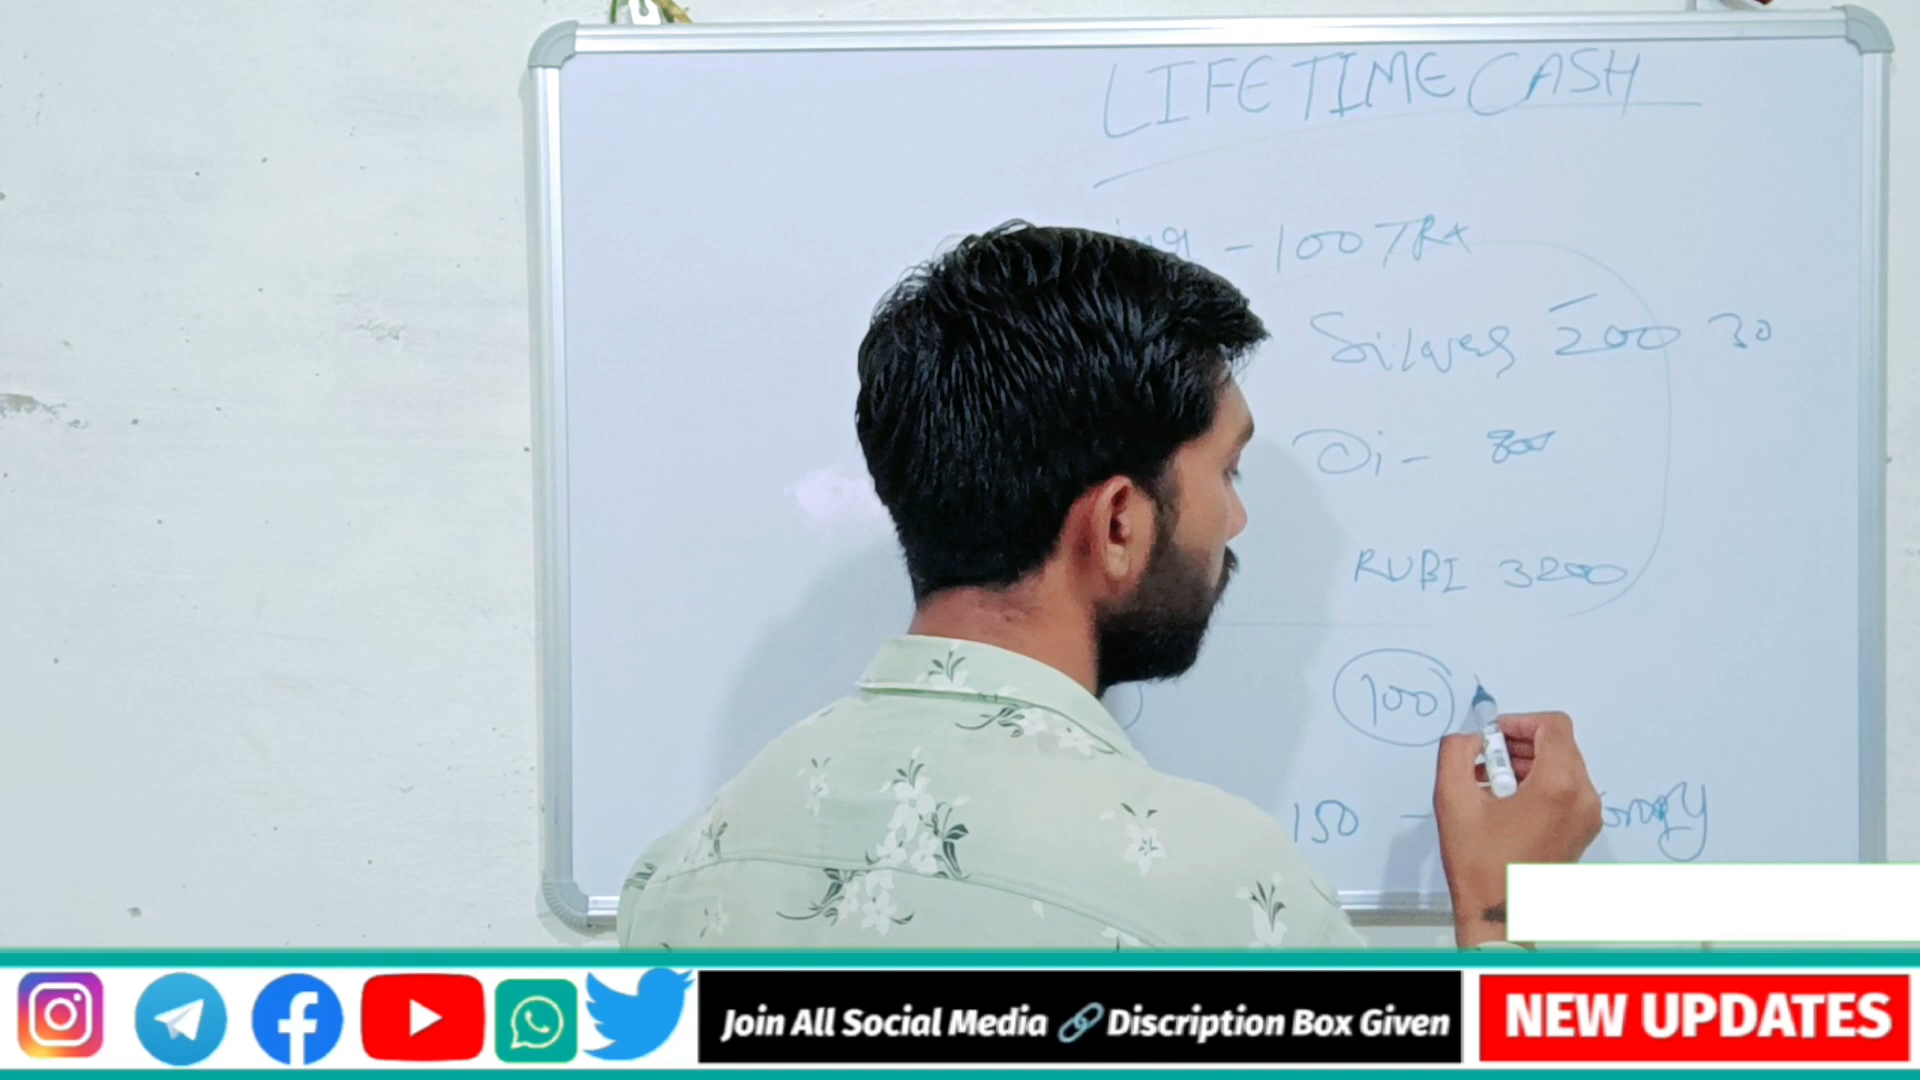 LIFE TIME CASH
- 100 TRX
Silver 200 30
Di - 800
RUBI 3200
100
150 -
Join All Social Media Discription Box Given
NEW UPDATES